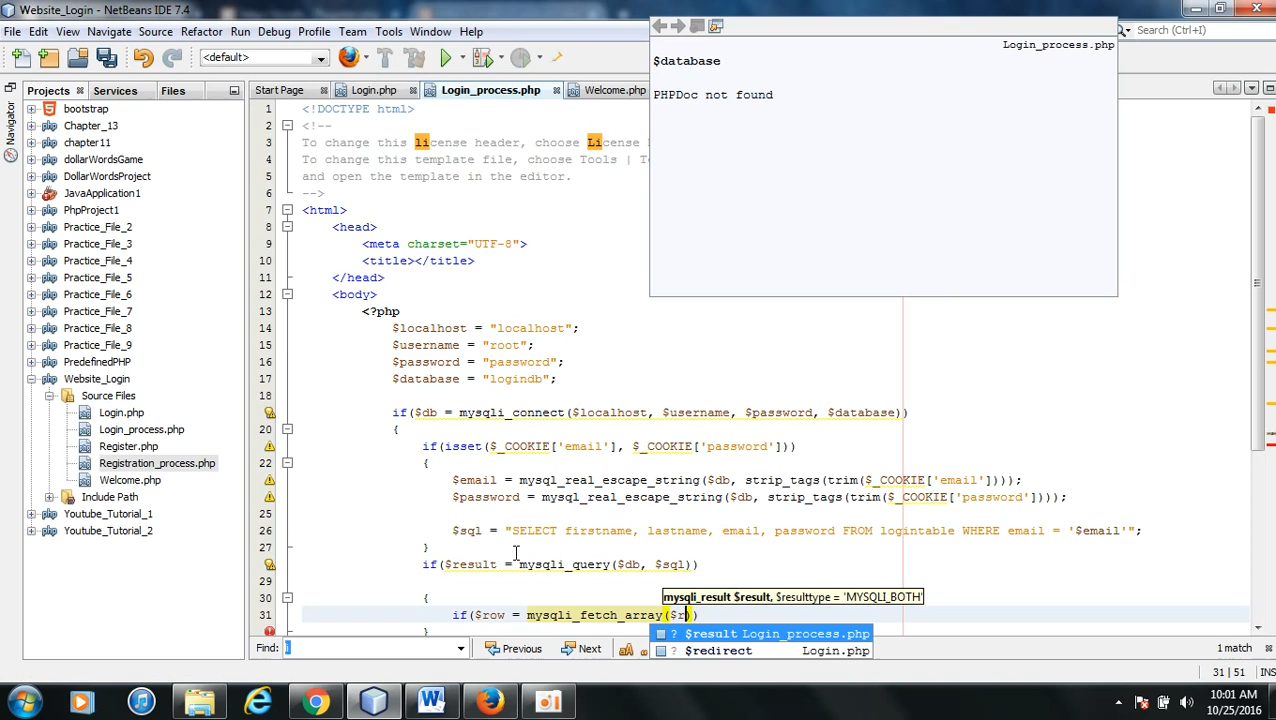 Website_Login - NetBeans IDE 7.4
File Edit View Navigate Source Refactor Run Debug Profile Team Tools Window Help
Search (Ctrl+I)
<default>
Projects Services Files
Start Page Login.php Login_process.php Welcome.php
Navigator
bootstrap
Chapter_13
chapter11
dollarWordsGame
DollarWordsProject
JavaApplication1
PhpProject1
Practice_File_2
Practice_File_3
Practice_File_4
Practice_File_5
Practice_File_6
Practice_File_7
Practice_File_8
Practice_File_9
PredefinedPHP
Website_Login
Source Files
Login.php
Login_process.php
Register.php
Registration_process.php
Welcome.php
Include Path
Youtube_Tutorial_1
Youtube_Tutorial_2
Login_process.php
$database
PHPDoc not found
1 <!DOCTYPE html>
2 <!--
3 To change this license header, choose License
4 To change this template file, choose Tools | Te
5 and open the template in the editor.
6 -->
7 <html>
8 <head>
9 <meta charset="UTF-8">
10 <title></title>
11 </head>
12 <body>
13 <?php
14 $localhost = "localhost";
15 $username = "root";
16 $password = "password";
17 $database = "logindb";
18
if($db = mysqli_connect($localhost, $username, $password, $database))
20 {
if(isset($_COOKIE['email'], $_COOKIE['password']))
22 {
$email = mysql_real_escape_string($db, strip_tags(trim($_COOKIE['email'])));
$password = mysql_real_escape_string($db, strip_tags(trim($_COOKIE['password'])));
25
26 $sql = "SELECT firstname, lastname, email, password FROM logintable WHERE email = '$email'";
27 }
if($result = mysqli_query($db, $sql))
29
30 {
mysqli_result $result, $resulttype = 'MYSQLI_BOTH'
31 if($row = mysqli_fetch_array($r))
}
? $result Login_process.php
? $redirect Login.php
Find: Previous Next 1 match
31 | 51 INS
10:01 AM
10/25/2016